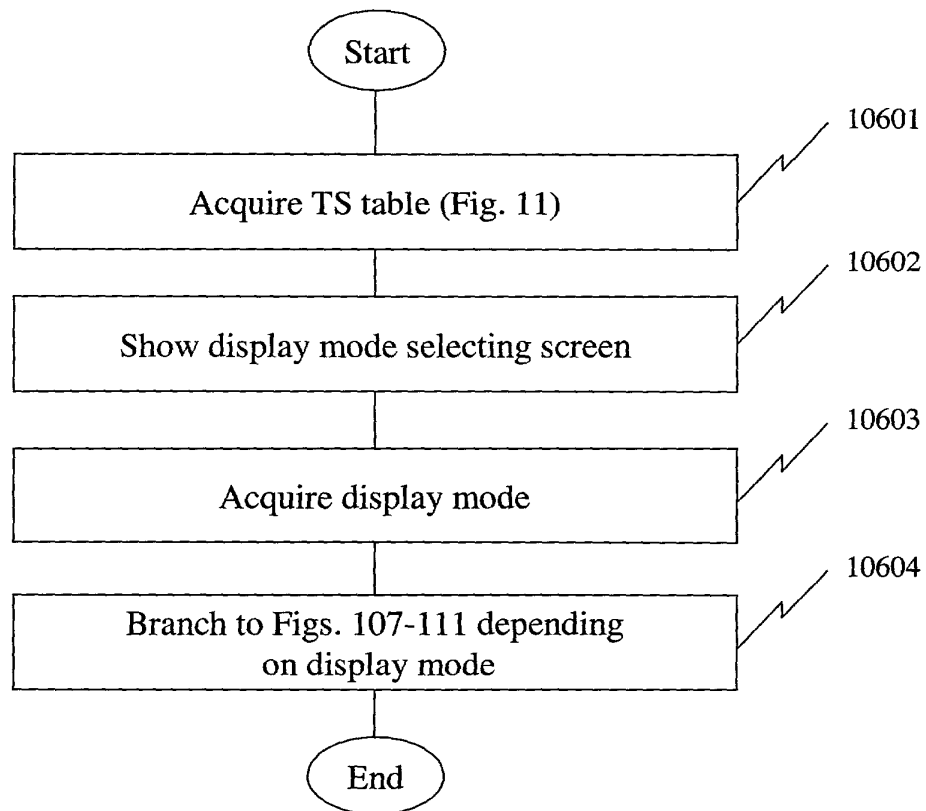 Start
10601
Acquire TS table (Fig. 11)
10602
Show display mode selecting screen
10603
Acquire display mode
10604
Branch to Figs. 107-111 depending
on display mode
End